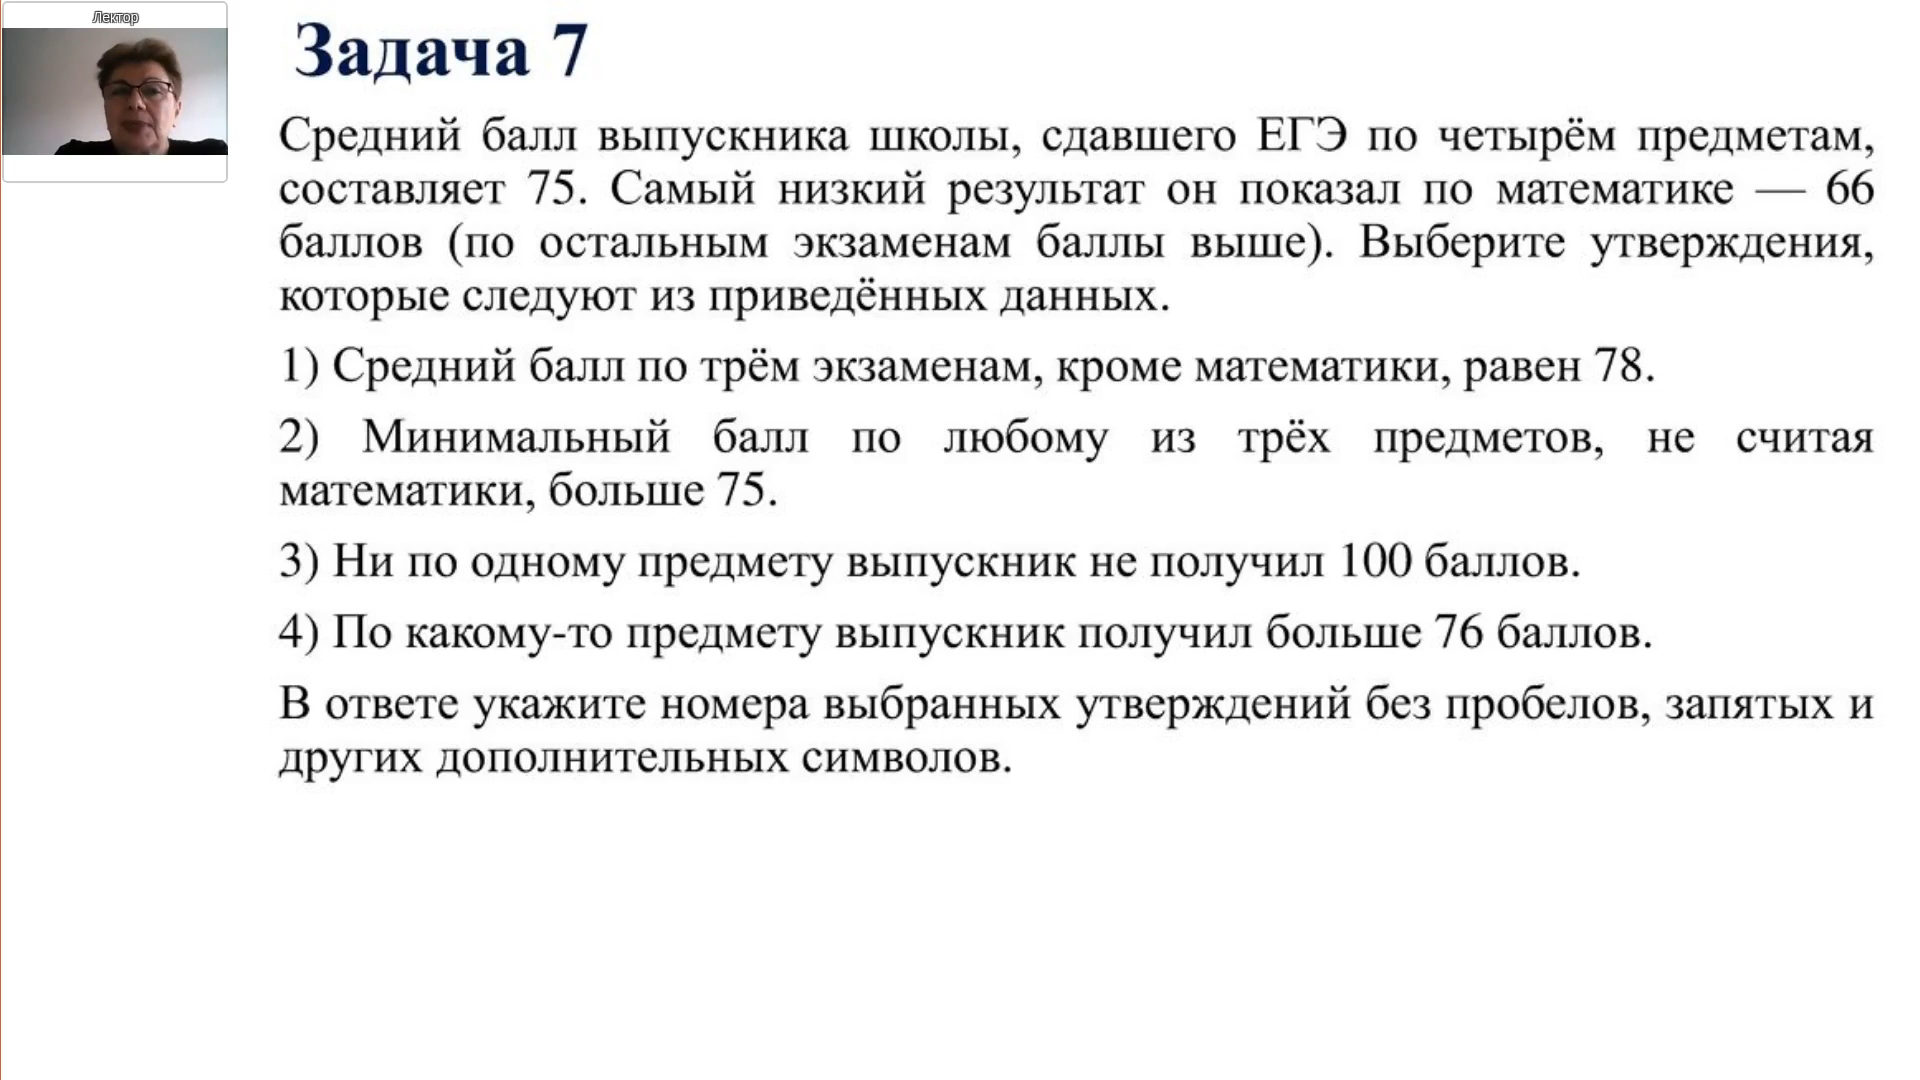 Лектор
Задача 7
Средний балл выпускника школы, сдавшего ЕГЭ по четырём предметам,
составляет 75. Самый низкий результат он показал по математике — 66
баллов (по остальным экзаменам баллы выше). Выберите утверждения,
которые следуют из приведённых данных.
1) Средний балл по трём экзаменам, кроме математики, равен 78.
2) Минимальный балл по любому из трёх предметов, не считая
математики, больше 75.
3) Ни по одному предмету выпускник не получил 100 баллов.
4) По какому-то предмету выпускник получил больше 76 баллов.
В ответе укажите номера выбранных утверждений без пробелов, запятых и
других дополнительных символов.